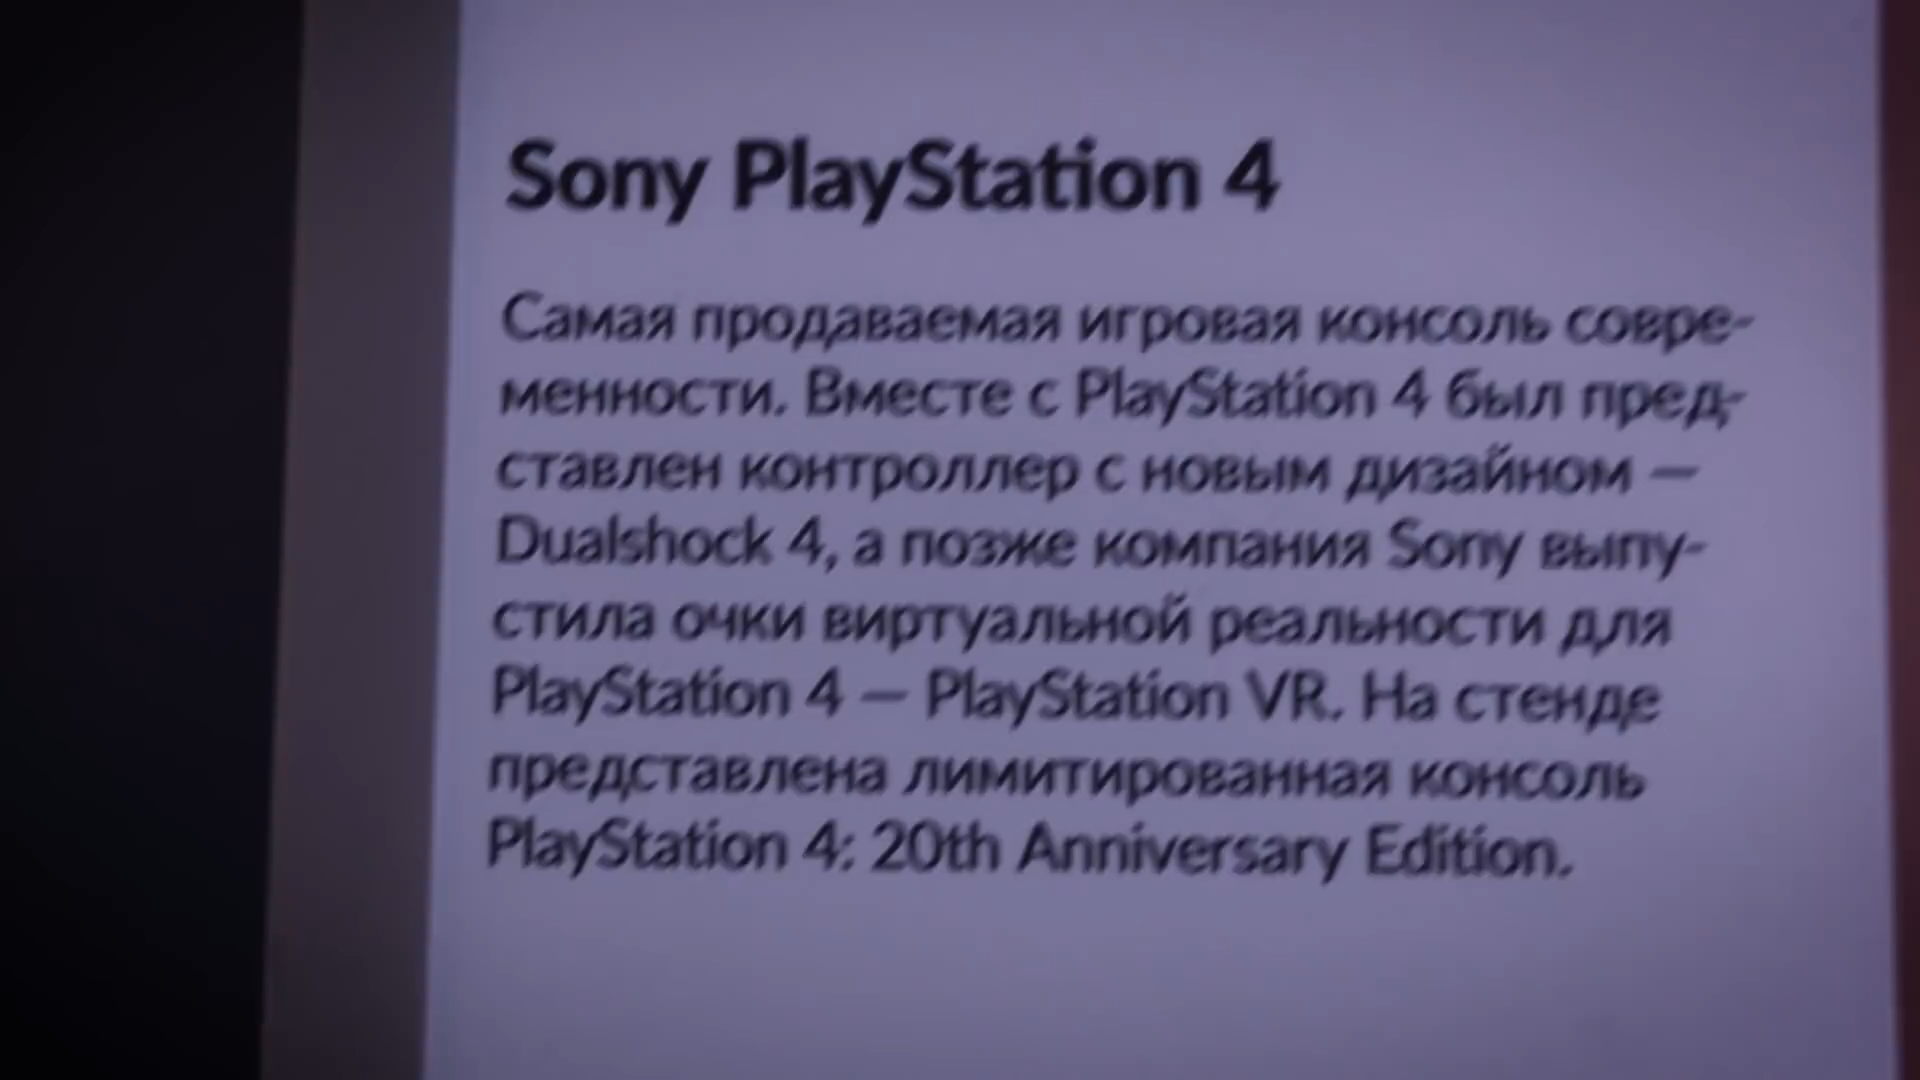 Sony PlayStation 4
Самая продаваемая игровая консоль совре-
менности. Вместе с PlayStation 4 был пред-
ставлен контроллер с новым дизайном —
Dualshock 4, а позже компания Sony выпу-
стила очки виртуальной реальности для
PlayStation 4 — PlayStation VR. На стенде
представлена лимитированная консоль
PlayStation 4: 20th Anniversary Edition.